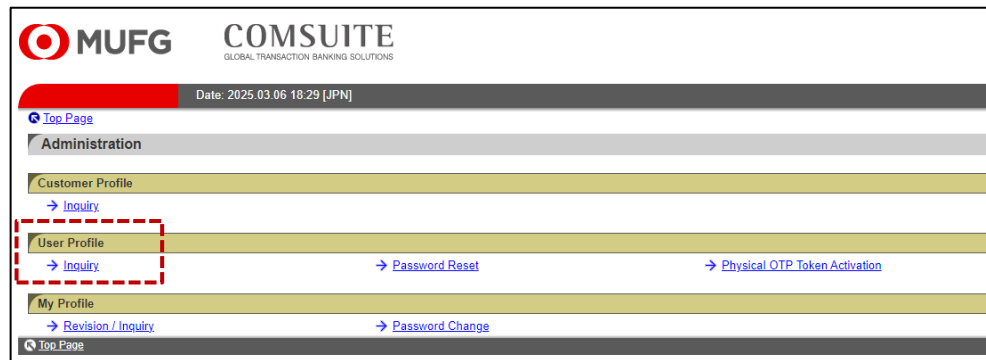 MUFG COMSUITE
GLOBAL TRANSACTION BANKING SOLUTIONS
Date: 2025.03.06 18:29 [JPN]
Top Page
Administration
Customer Profile
Inquiry
User Profile
Inquiry Password Reset Physical OTP Token Activation
My Profile
Revision / Inquiry Password Change
Top Page